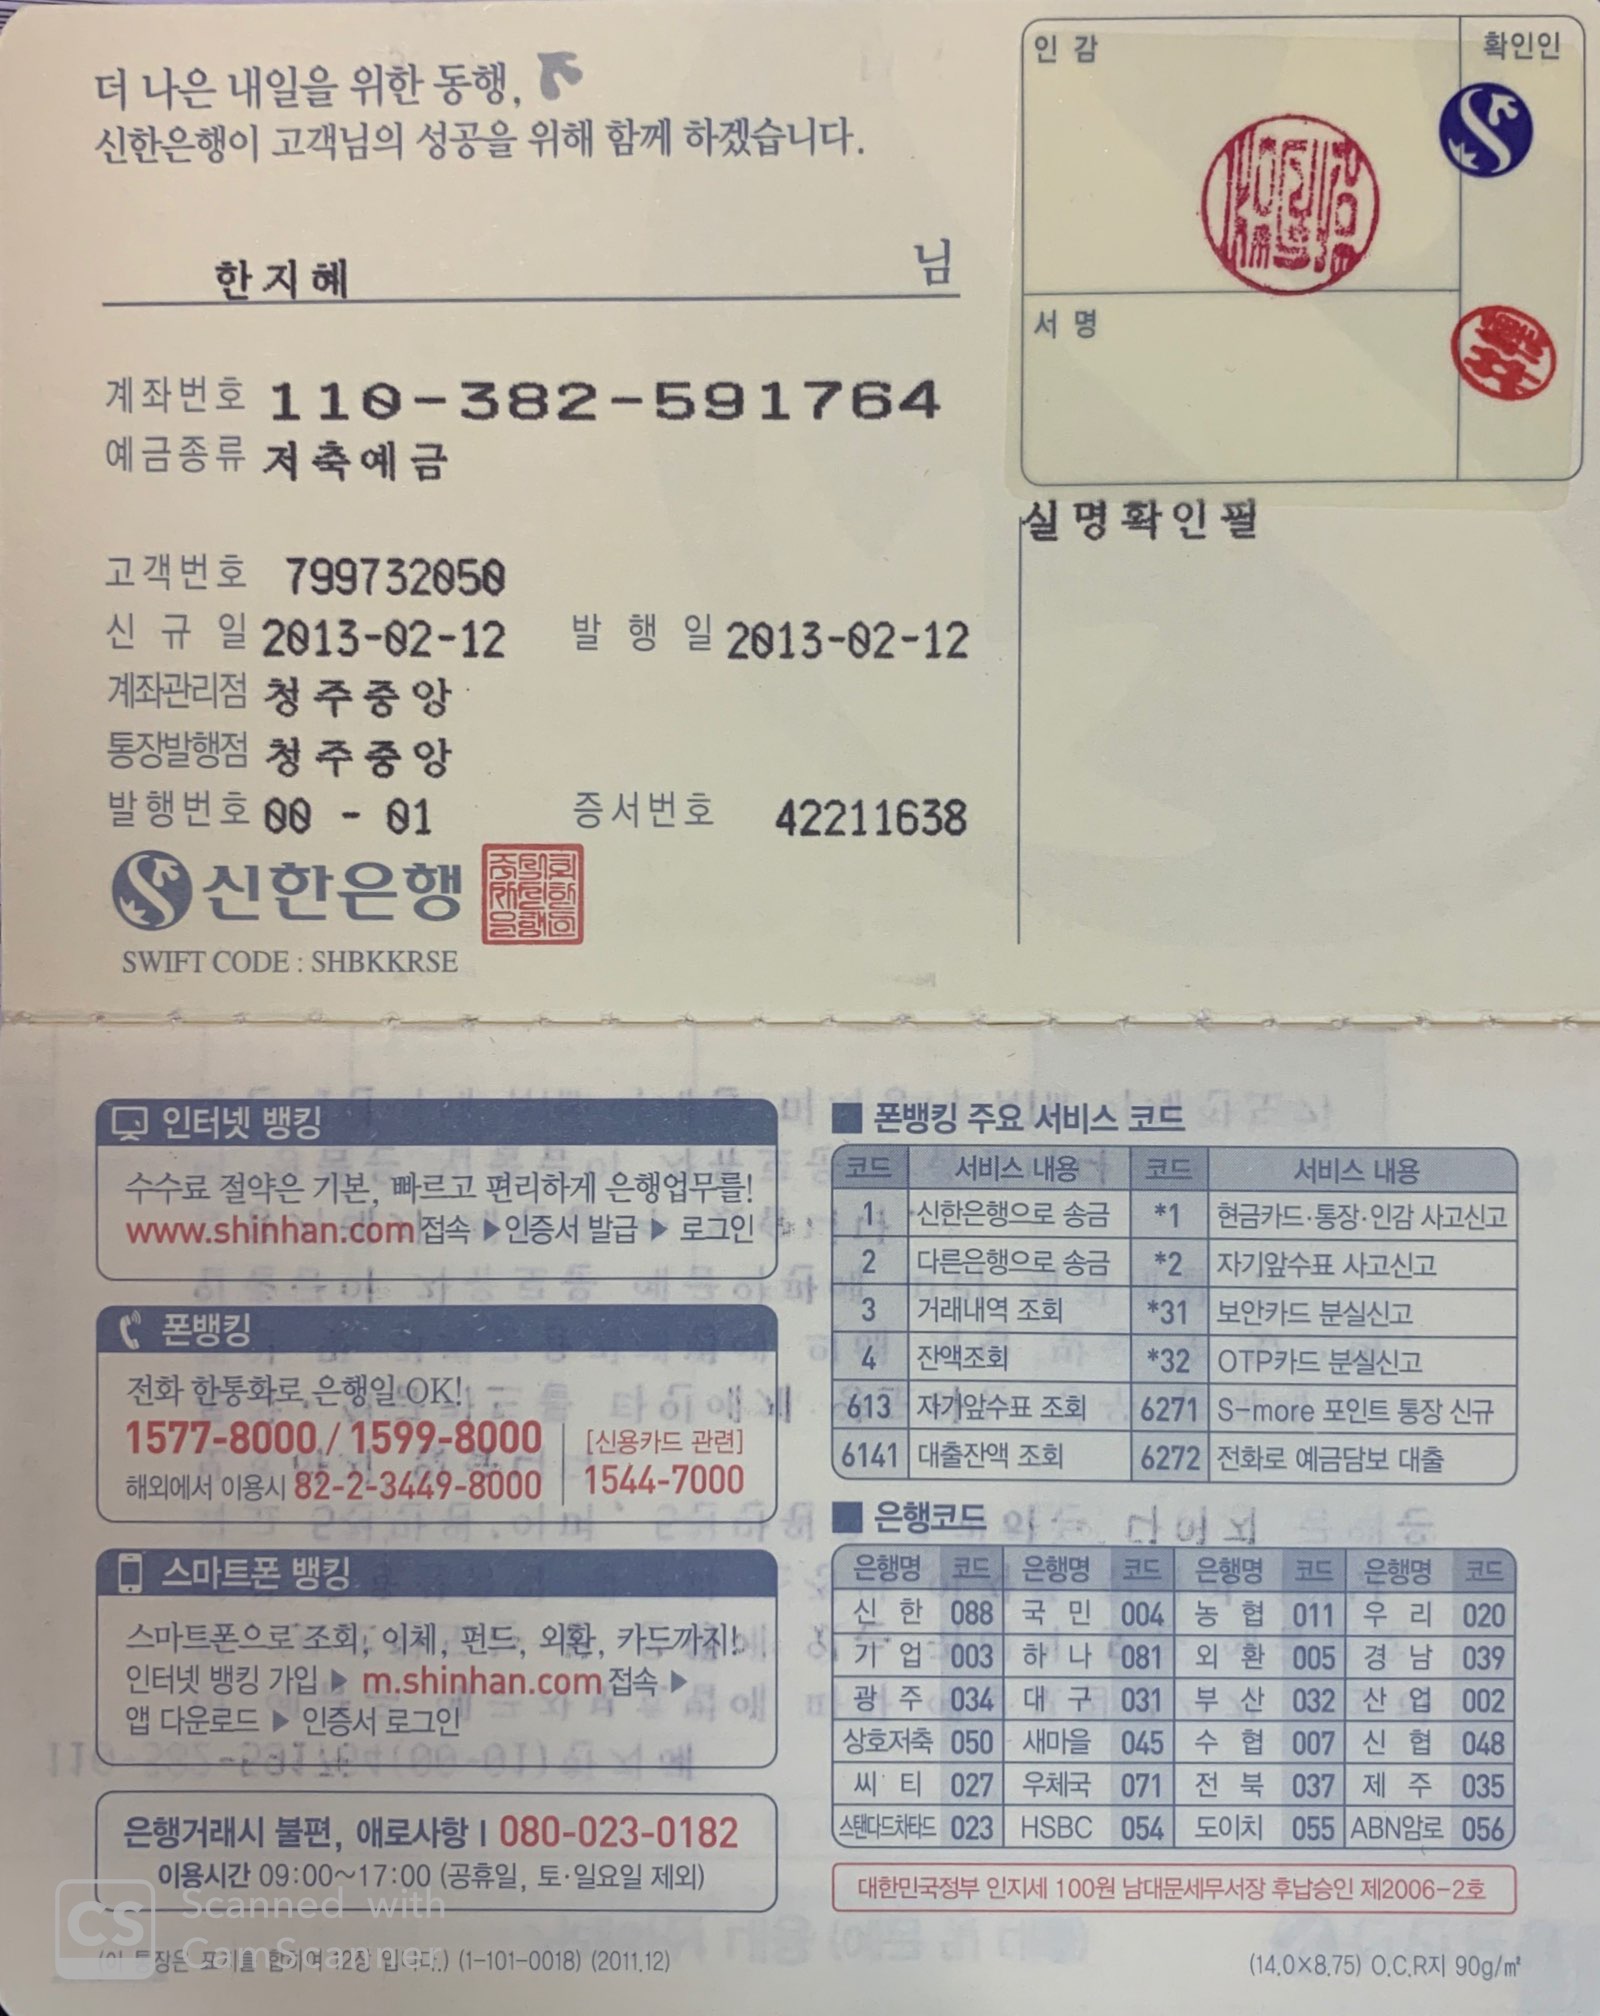 더 나은 내일을 위한 동행,
신한은행이 고객님의 성공을 위해 함께 하겠습니다.
한지혜 님
계좌번호 110-382-591764
예금종류 저축예금
고객번호 799732050
신규일 2013-02-12 발행일 2013-02-12
계좌관리점 청주중앙
통장발행점 청주중앙
발행번호 00 - 01 증서번호 42211638
신한은행
SWIFT CODE : SHBKKRSE
인감 확인인
서명
실명확인필
인터넷 뱅킹
수수료 절약은 기본, 빠르고 편리하게 은행업무를!
www.shinhan.com 접속 ▶ 인증서 발급 ▶ 로그인
폰뱅킹
전화 한통화로 은행일 OK!
1577-8000 / 1599-8000 [신용카드 관련]
해외에서 이용시 82-2-3449-8000 1544-7000
스마트폰 뱅킹
스마트폰으로 조회, 이체, 펀드, 외환, 카드까지!
인터넷 뱅킹 가입 ▶ m.shinhan.com 접속 ▶
앱 다운로드 ▶ 인증서 로그인
은행거래시 불편, 애로사항 | 080-023-0182
이용시간 09:00~17:00 (공휴일, 토·일요일 제외)
■ 폰뱅킹 주요 서비스 코드
코드 서비스 내용 코드 서비스 내용
1 신한은행으로 송금 *1 현금카드·통장·인감 사고신고
2 다른은행으로 송금 *2 자기앞수표 사고신고
3 거래내역 조회 *31 보안카드 분실신고
4 잔액조회 *32 OTP카드 분실신고
613 자기앞수표 조회 6271 S-more 포인트 통장 신규
6141 대출잔액 조회 6272 전화로 예금담보 대출
■ 은행코드
은행명 코드 은행명 코드 은행명 코드 은행명 코드
신한 088 국민 004 농협 011 우리 020
기업 003 하나 081 외환 005 경남 039
광주 034 대구 031 부산 032 산업 002
상호저축 050 새마을 045 수협 007 신협 048
씨티 027 우체국 071 전북 037 제주 035
스탠다드차타드 023 HSBC 054 도이치 055 ABN암로 056
대한민국정부 인지세 100원 남대문세무서장 후납승인 제2006-2호
CS Scanned with
CamScanner
(이 통장은 표지를 합하여 12장 입니다.) (1-101-0018) (2011.12)
(14.0×8.75) O.C.R지 90g/㎡